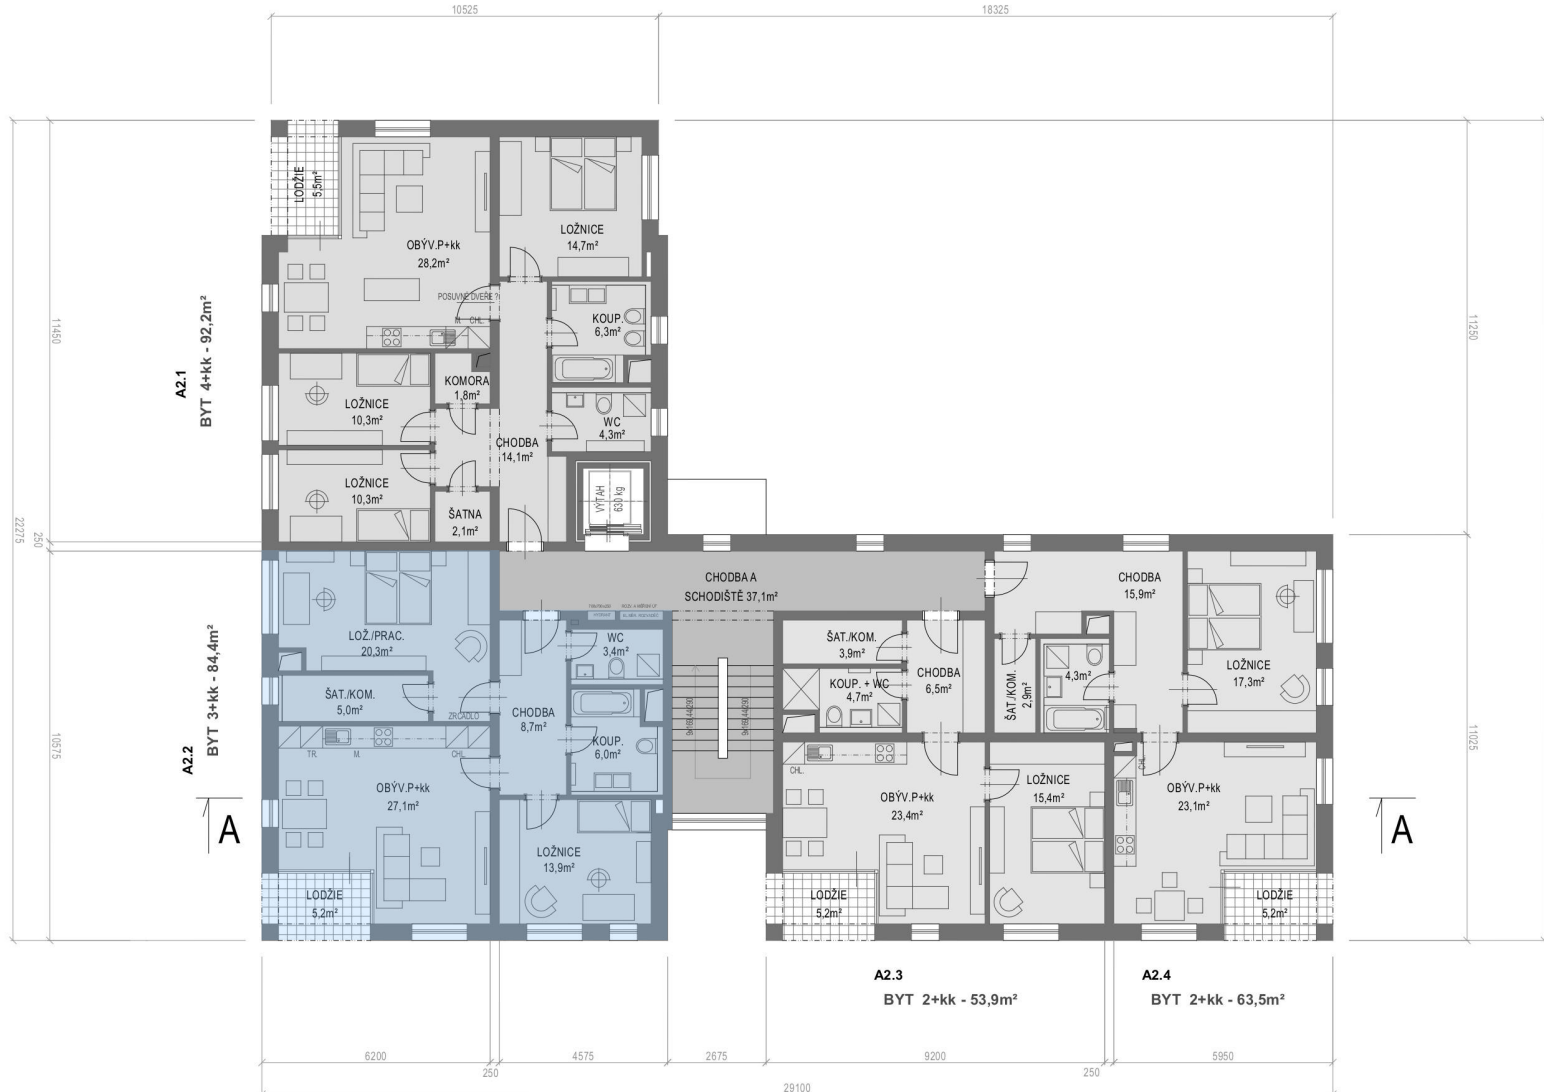 10525
18325
LODŽIE
5,5m²
OBÝV.P+kk
28,2m²
LOŽNICE
14,7m²
POSUVNÉ DVEŘE ?
M.
CHL.
KOUP.
6,3m²
11450
11250
A2.1
BYT 4+kk - 92,2m²
LOŽNICE
10,3m²
KOMORA
1,8m²
WC
4,3m²
CHODBA
14,1m²
LOŽNICE
10,3m²
ŠATNA
2,1m²
VÝTAH
630 kg
22275
250
CHODBA A
SCHODIŠTĚ 37,1m²
CHODBA
15,9m²
LOŽ./PRAC.
20,3m²
WC
3,4m²
ŠAT./KOM.
3,9m²
CHODBA
6,5m²
ŠAT./KOM.
2,9m²
4,3m²
LOŽNICE
17,3m²
KOUP. + WC
4,7m²
ŠAT./KOM.
5,0m²
ZRCADLO
CHODBA
8,7m²
A2.2
BYT 3+kk - 84,4m²
10575
11025
TR.
M.
CHL.
KOUP.
6,0m²
CHL.
CHL.
OBÝV.P+kk
27,1m²
OBÝV.P+kk
23,4m²
LOŽNICE
15,4m²
OBÝV.P+kk
23,1m²
A
A
LOŽNICE
13,9m²
LODŽIE
5,2m²
LODŽIE
5,2m²
LODŽIE
5,2m²
A2.3
BYT 2+kk - 53,9m²
A2.4
BYT 2+kk - 63,5m²
6200
250
4575
2675
9200
250
5950
29100